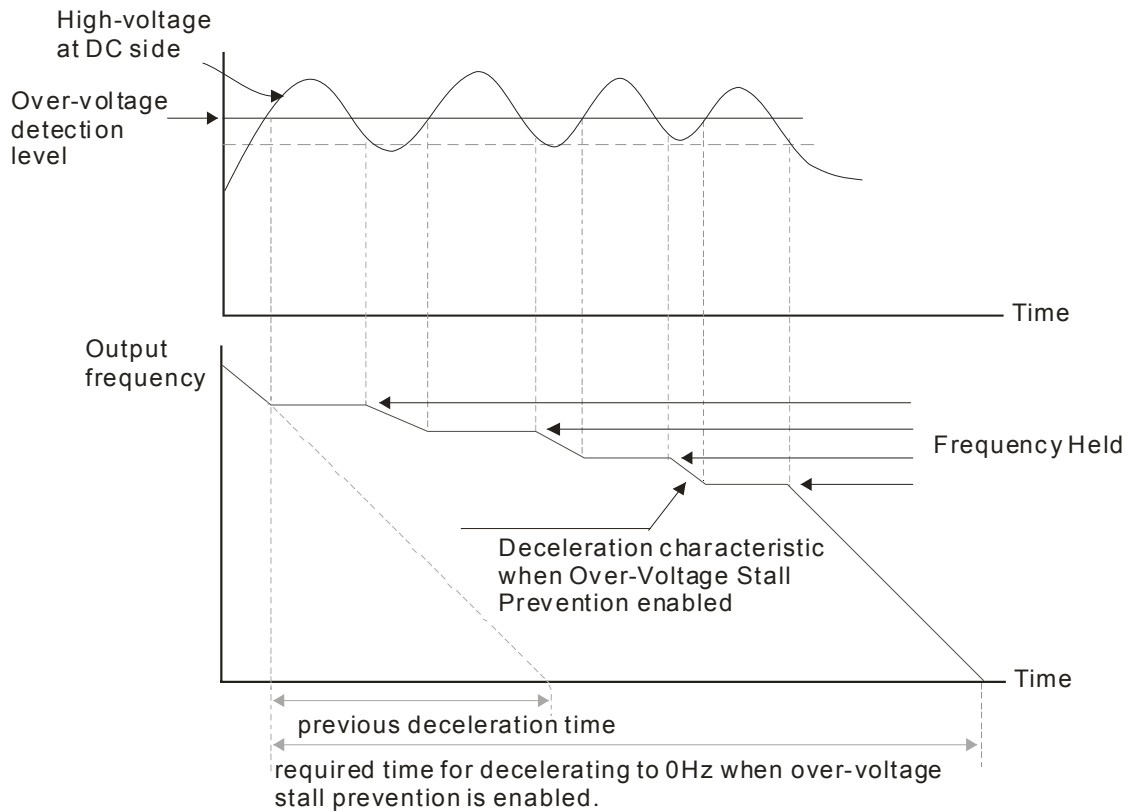 High-voltage
at DC side
Over-voltage
detection
level
Time
Output
frequency
Frequency Held
Deceleration characteristic
when Over-Voltage Stall
Prevention enabled
Time
previous deceleration time
required time for decelerating to 0Hz when over-voltage
stall prevention is enabled.